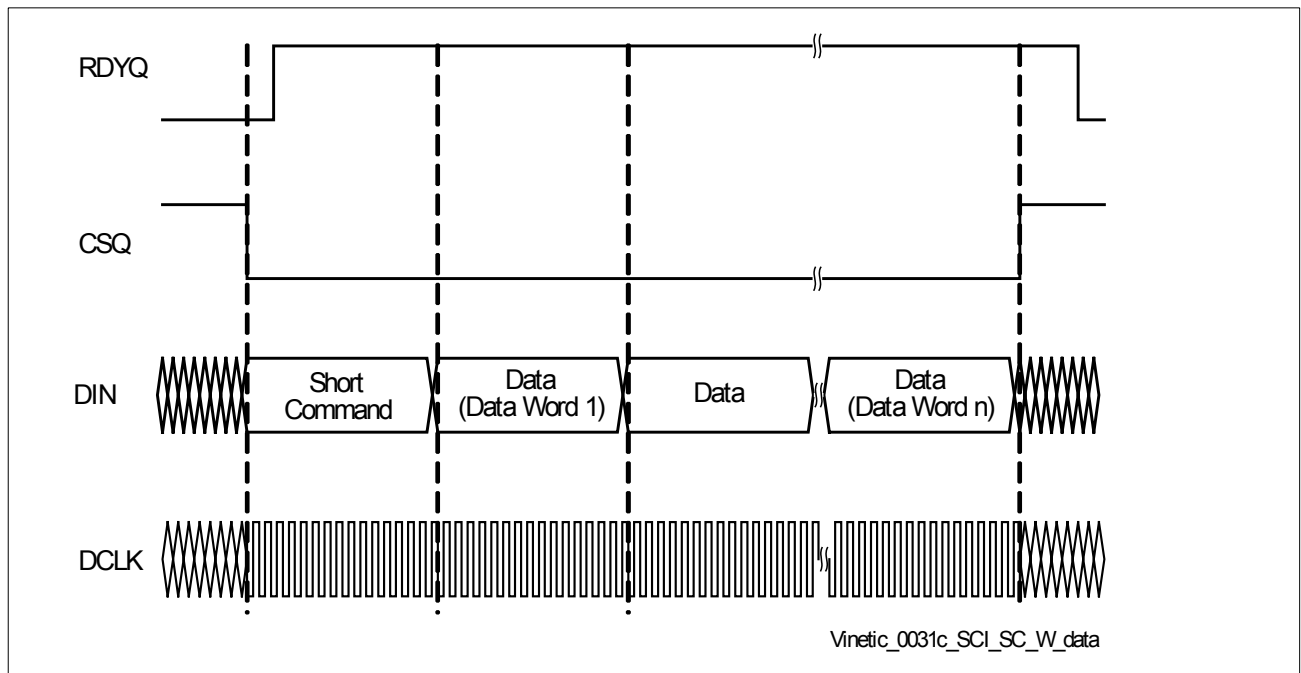 RDYQ
CSQ
DIN
Short
Command
Data
(Data Word 1)
Data
Data
(Data Word n)
DCLK
Vinetic_0031c_SCI_SC_W_data